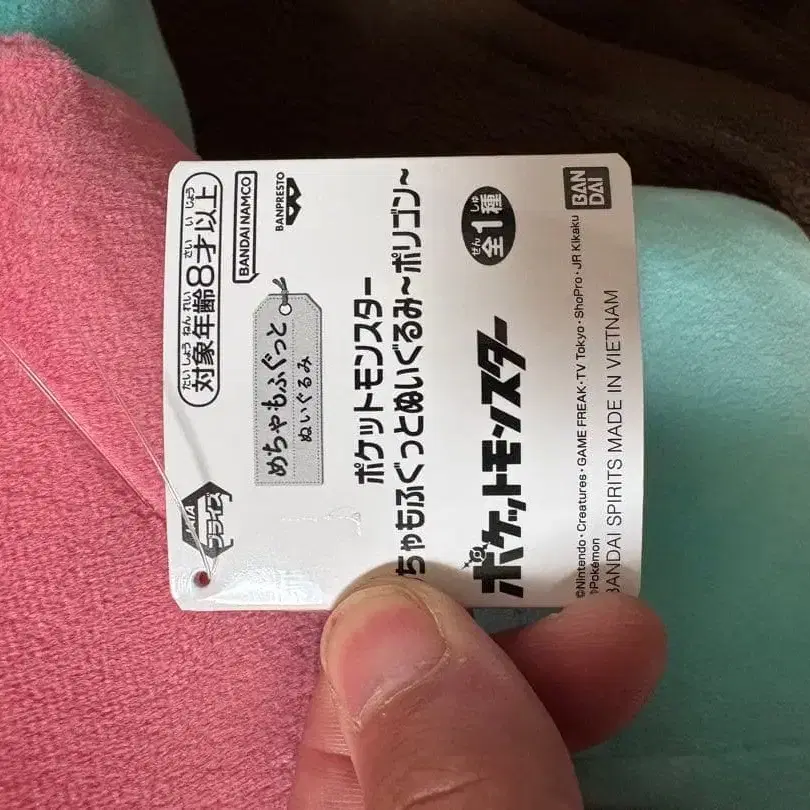 JAIA
プライズ
たいしょうねんれい さい いじょう
対象年齢8才以上
BANDAI NAMCO
BANPRESTO
めちゃもふぐっと
ぬいぐるみ
ポケットモンスター
ちゃもふぐっとぬいぐるみ～ポリゴン～
ポケットモンスター
ぜん しゅ
全1種
BAN
DAI
©Nintendo・Creatures・GAME FREAK・TV Tokyo・ShoPro・JR Kikaku
©Pokémon
BANDAI SPIRITS MADE IN VIETNAM